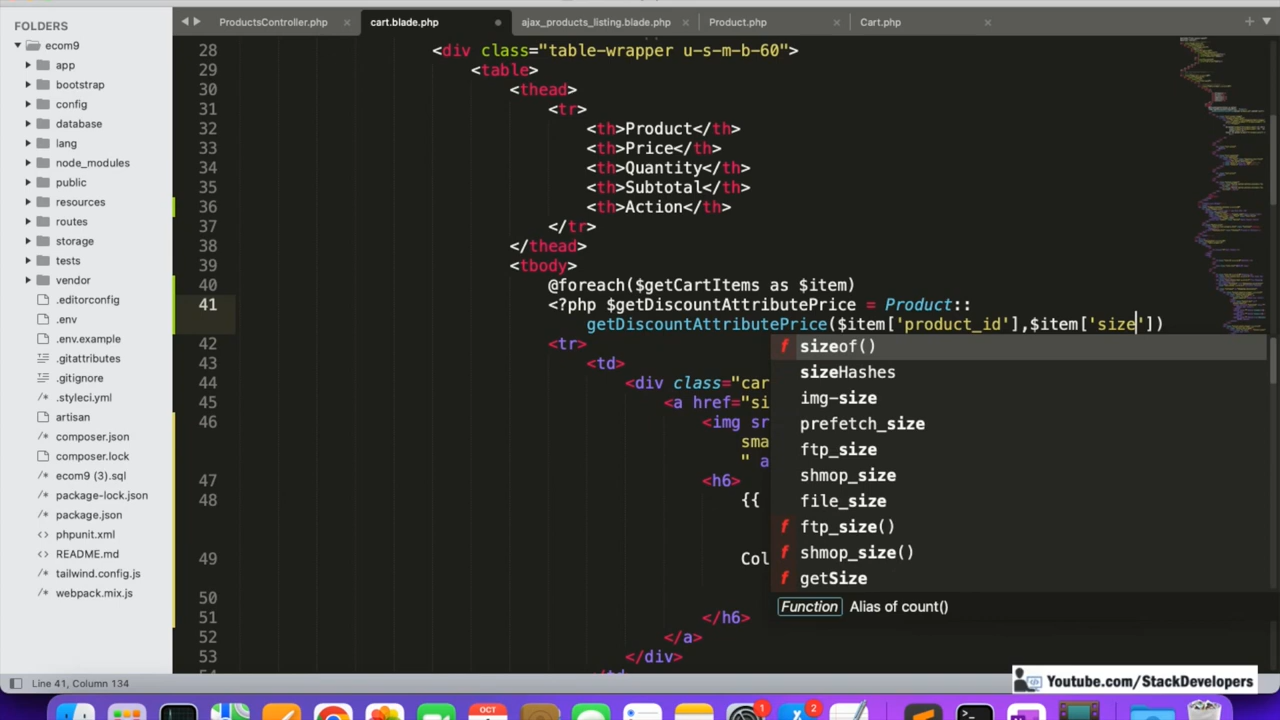 FOLDERS
ecom9
app
bootstrap
config
database
lang
node_modules
public
resources
routes
storage
tests
vendor
.editorconfig
.env
.env.example
.gitattributes
.gitignore
.styleci.yml
artisan
composer.json
composer.lock
ecom9 (3).sql
package-lock.json
package.json
phpunit.xml
README.md
tailwind.config.js
webpack.mix.js
ProductsController.php × cart.blade.php ajax_products_listing.blade.php × Product.php × Cart.php ×
28 <div class="table-wrapper u-s-m-b-60">
29 <table>
30 <thead>
31 <tr>
32 <th>Product</th>
33 <th>Price</th>
34 <th>Quantity</th>
35 <th>Subtotal</th>
36 <th>Action</th>
37 </tr>
38 </thead>
39 <tbody>
40 @foreach($getCartItems as $item)
41 <?php $getDiscountAttributePrice = Product::
getDiscountAttributePrice($item['product_id'],$item['size'])
42 <tr>
43 <td>
44 <div class="car
45 <a href="si
46 <img sr
sma
" a
47 <h6>
48 {{
49 Col
50
51 </h6>
52 </a>
53 </div>
f sizeof()
sizeHashes
img-size
prefetch_size
ftp_size
shmop_size
file_size
f ftp_size()
f shmop_size()
f getSize
Function Alias of count()
Line 41, Column 134
Youtube.com/StackDevelopers
OCT
1
2